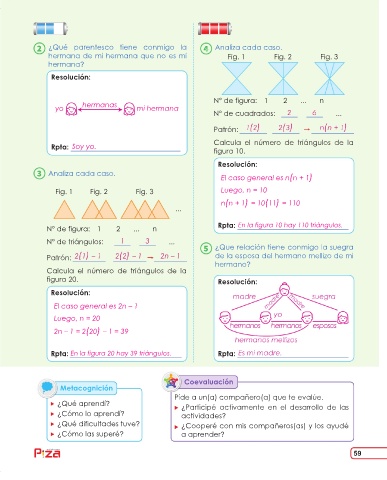 2 ¿Qué parentesco tiene conmigo la
hermana de mi hermana que no es mi
hermana?
Resolución:
yo
hermanas
mi hermana
Rpta: Soy yo.
3 Analiza cada caso.
Fig. 1 Fig. 2 Fig. 3
...
N° de figura: 1 2 ... n
N° de triángulos: 1 3 ...
Patrón: 2(1) – 1 2(2) – 1 → 2n – 1
Calcula el número de triángulos de la
figura 20.
Resolución:
El caso general es 2n – 1
Luego, n = 20
2n – 1 = 2(20) – 1 = 39
Rpta: En la figura 20 hay 39 triángulos.
4 Analiza cada caso.
Fig. 1 Fig. 2 Fig. 3
N° de figura: 1 2 ... n
N° de cuadrados: 2 6 ...
Patrón: 1(2) 2(3) → n(n + 1)
Calcula el número de triángulos de la
figura 10.
Resolución:
El caso general es n(n + 1)
Luego, n = 10
n(n + 1) = 10(11) = 110
Rpta: En la figura 10 hay 110 triángulos.
5 ¿Que relación tiene conmigo la suegra
de la esposa del hermano mellizo de mi
hermano?
Resolución:
madre
madre
suegra
yo
hermanos hermanos esposos
hermanos mellizos
Rpta: Es mi madre.
Metacognición
¿Qué aprendí?
¿Cómo lo aprendí?
¿Qué dificultades tuve?
¿Cómo las superé?
Coevaluación
Pide a un(a) compañero(a) que te evalúe.
¿Participé activamente en el desarrollo de las
actividades?
¿Cooperé con mis compañeros(as) y los ayudé
a aprender?
59